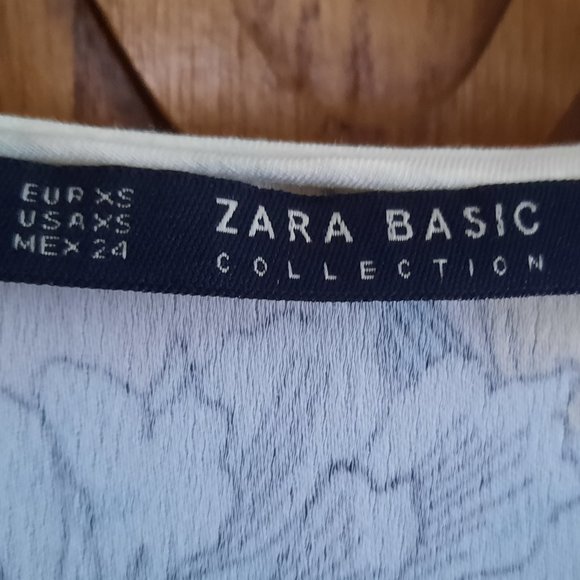 EUR XS
USA XS
MEX 24
ZARA BASIC
COLLECTION